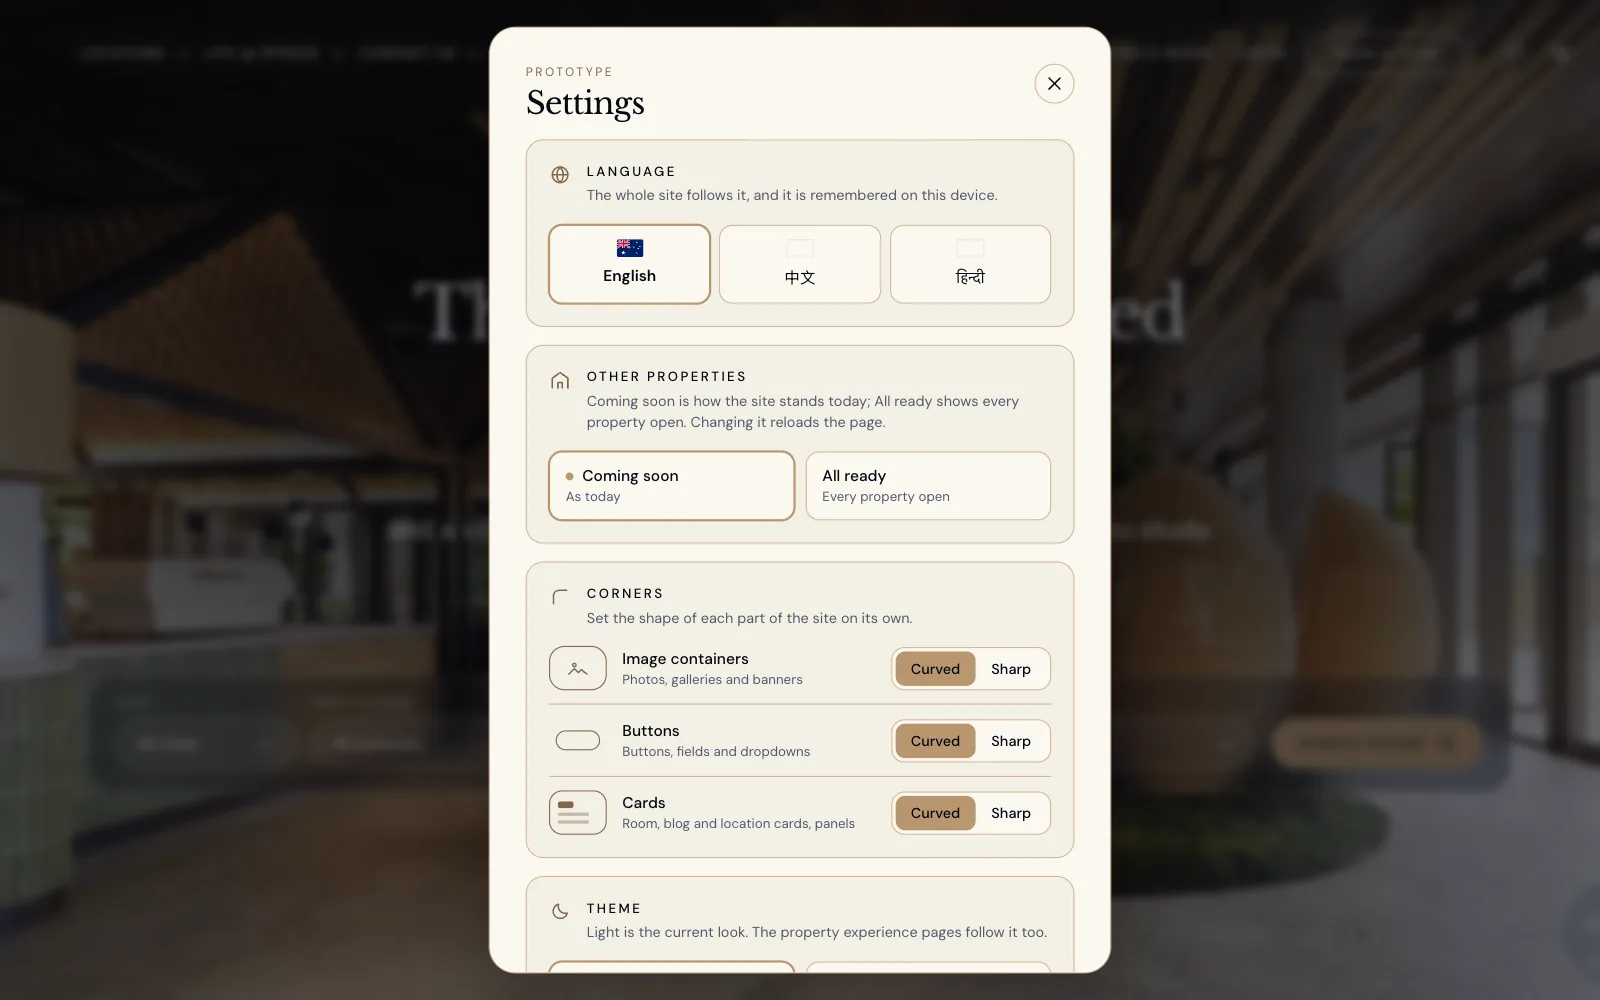 PROTOTYPE
Settings
LANGUAGE
The whole site follows it, and it is remembered on this device.
English
中文
हिन्दी
OTHER PROPERTIES
Coming soon is how the site stands today; All ready shows every
property open. Changing it reloads the page.
Coming soon
As today
All ready
Every property open
CORNERS
Set the shape of each part of the site on its own.
Image containers
Photos, galleries and banners
Curved
Sharp
Buttons
Buttons, fields and dropdowns
Curved
Sharp
Cards
Room, blog and location cards, panels
Curved
Sharp
THEME
Light is the current look. The property experience pages follow it too.